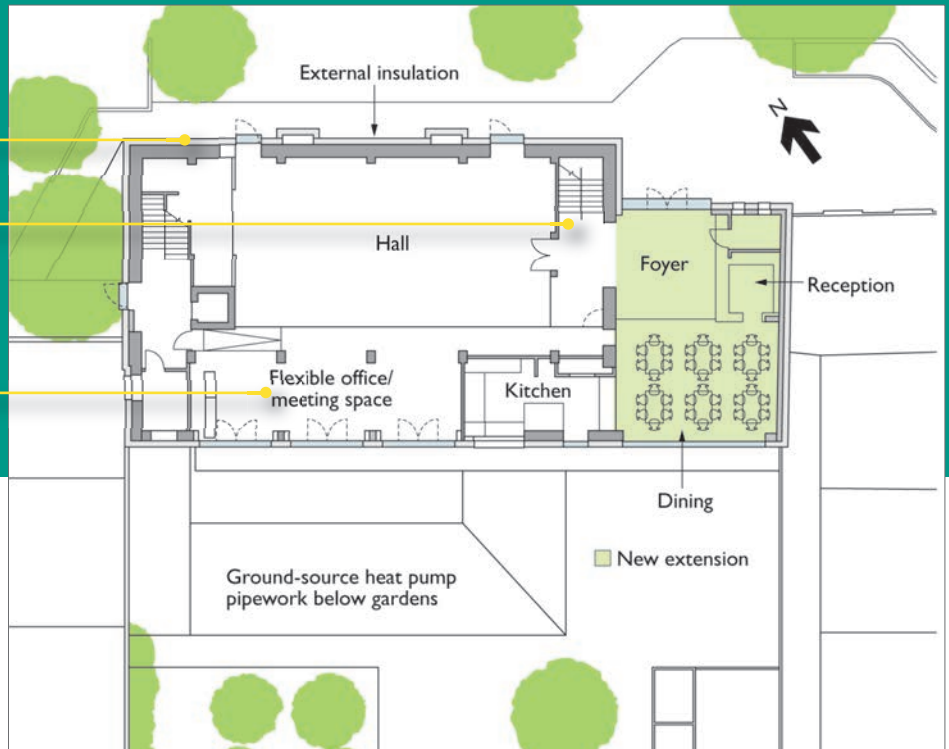 External insulation
N
Hall
Foyer
Reception
Flexible office/
meeting space
Kitchen
Dining
New extension
Ground-source heat pump
pipework below gardens